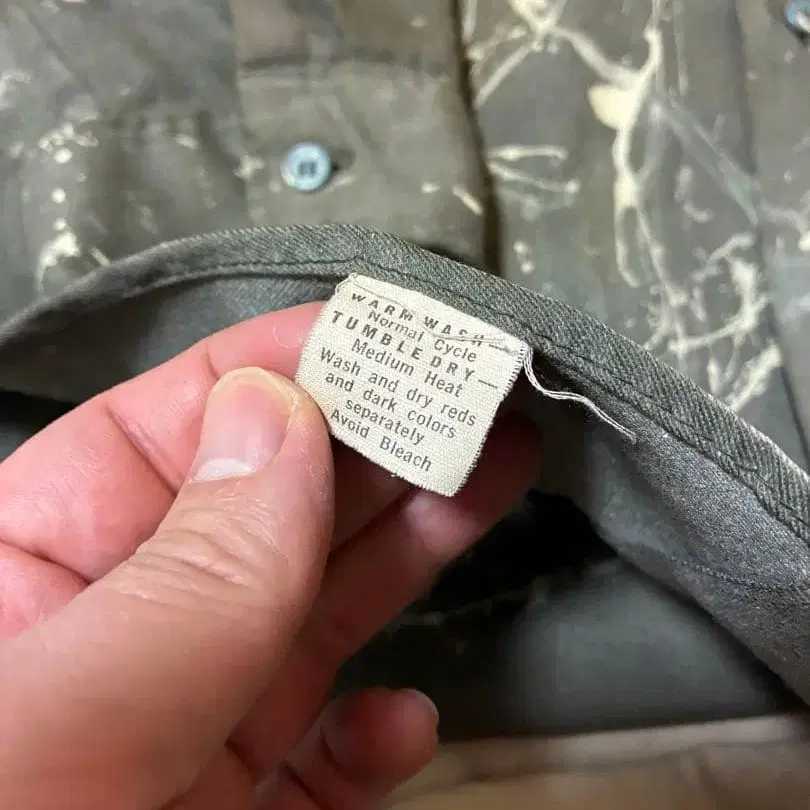 WARM WASH—
Normal Cycle
TUMBLE DRY—
Medium Heat
Wash and dry reds
and dark colors
separately
Avoid Bleach